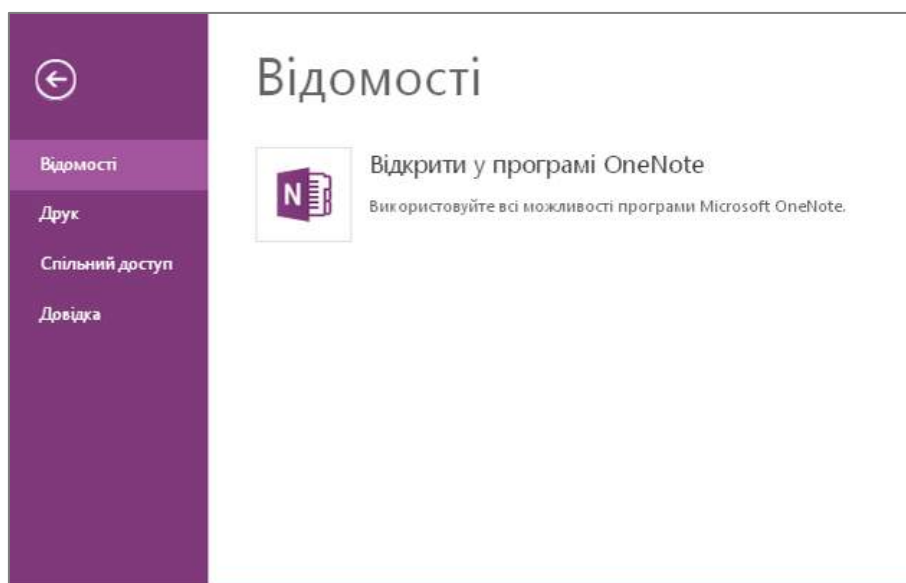 Відомості
Відомості
Друк
Спільний доступ
Довідка
Відкрити у програмі OneNote
Використовуйте всі можливості програми Microsoft OneNote.
N